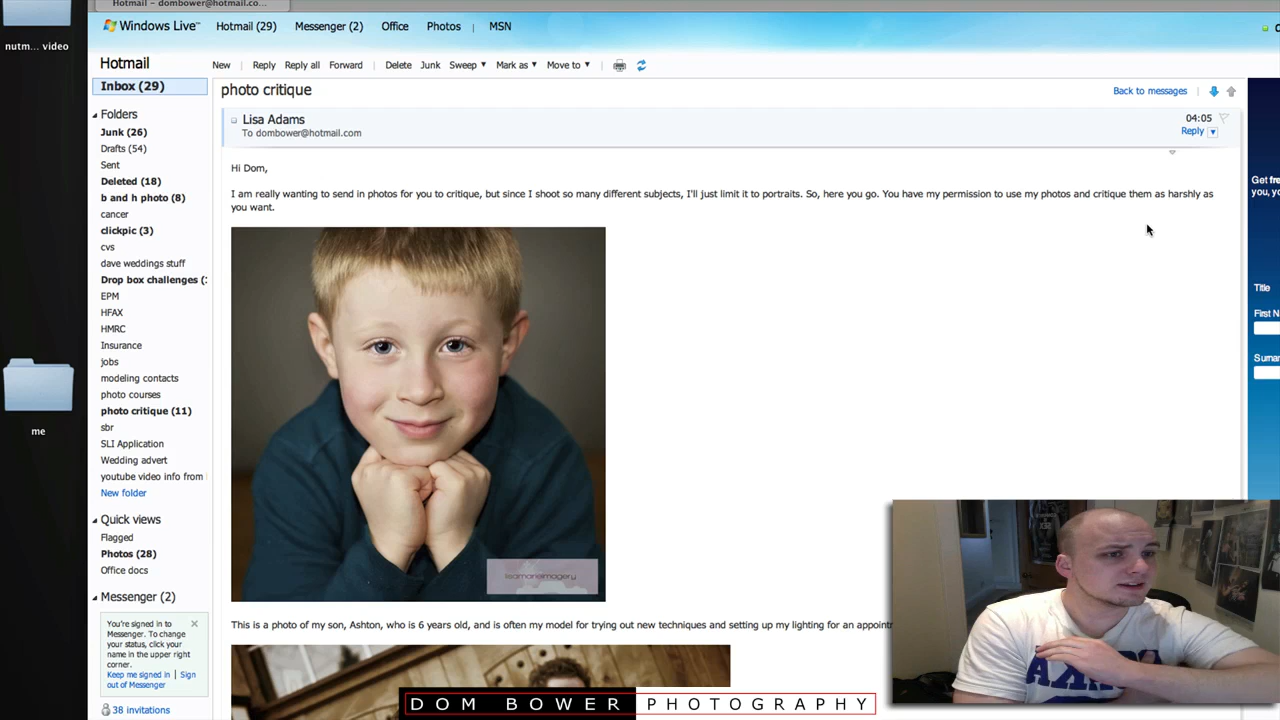 Hotmail - dombower@hotmail.co...
Windows Live™ Hotmail (29) Messenger (2) Office Photos | MSN
nutm... video
Hotmail
New Reply Reply all Forward Delete Junk Sweep Mark as Move to
Inbox (29)
photo critique
Back to messages
Folders
Junk (26)
Drafts (54)
Sent
Deleted (18)
b and h photo (8)
cancer
clickpic (3)
cvs
dave weddings stuff
Drop box challenges (
EPM
HFAX
HMRC
Insurance
jobs
modeling contacts
photo courses
photo critique (11)
sbr
SLI Application
Wedding advert
youtube video info from
New folder
Quick views
Flagged
Photos (28)
Office docs
Messenger (2)
You're signed in to
Messenger. To change
your status, click your
name in the upper right
corner.
Keep me signed in | Sign
out of Messenger
38 invitations
me
Lisa Adams
To dombower@hotmail.com
04:05
Reply
Hi Dom,
I am really wanting to send in photos for you to critique, but since I shoot so many different subjects, I'll just limit it to portraits. So, here you go. You have my permission to use my photos and critique them as harshly as
you want.
This is a photo of my son, Ashton, who is 6 years old, and is often my model for trying out new techniques and setting up my lighting for an
Get fre
you, yo
Title
First N
Surna
DOM BOWER PHOTOGRAPHY